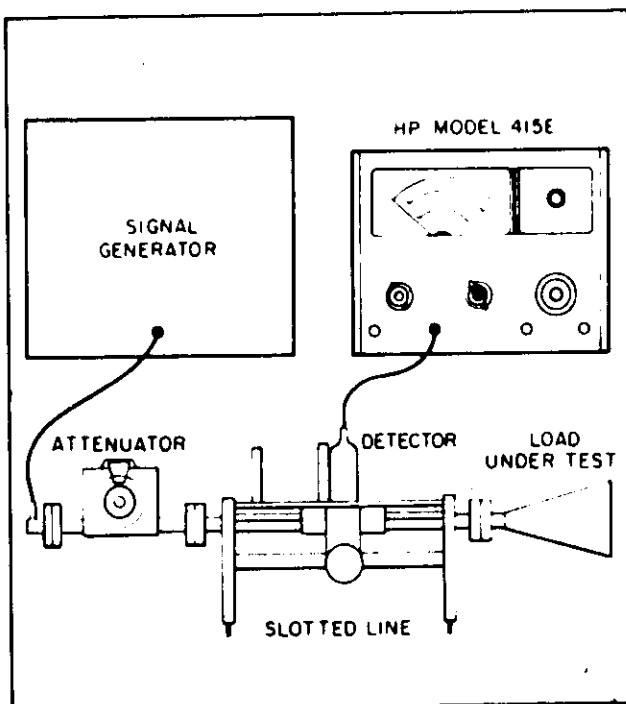 HP MODEL 415E
SIGNAL
GENERATOR
ATTENUATOR
DETECTOR
LOAD
UNDER TEST
SLOTTED LINE